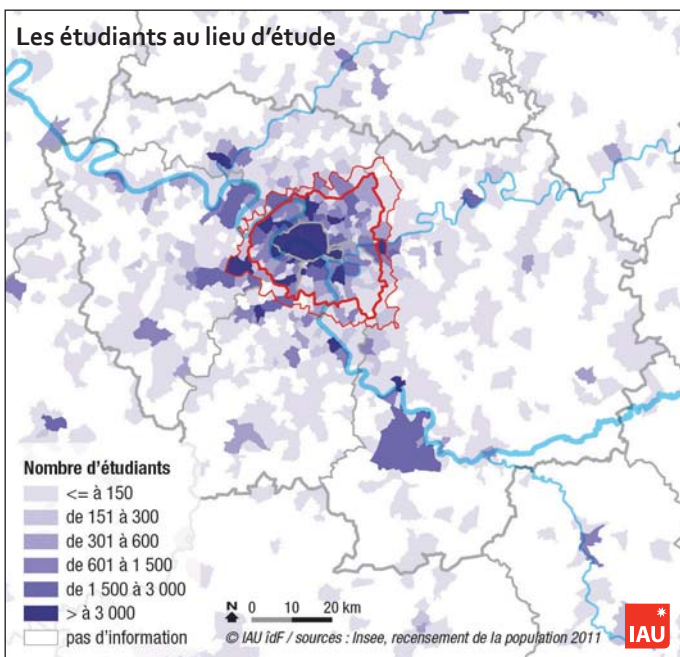 Les étudiants au lieu d'étude
Nombre d'étudiants
<= à 150
de 151 à 300
de 301 à 600
de 601 à 1 500
de 1 500 à 3 000
> à 3 000
pas d'information
N 0 10 20 km
© IAU îdF / sources : Insee, recensement de la population 2011
IAU